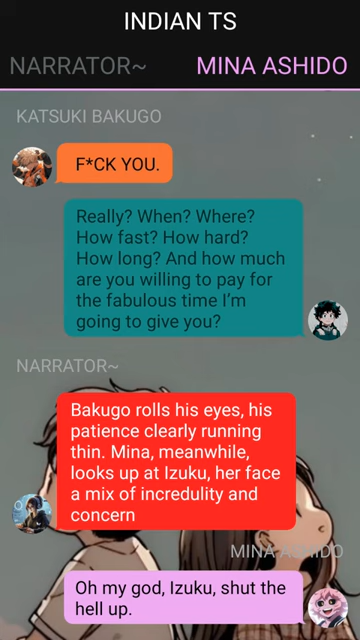 INDIAN TS
NARRATOR~ MINA ASHIDO
KATSUKI BAKUGO
F*CK YOU.
Really? When? Where?
How fast? How hard?
How long? And how much
are you willing to pay for
the fabulous time I'm
going to give you?
NARRATOR~
Bakugo rolls his eyes, his
patience clearly running
thin. Mina, meanwhile,
looks up at Izuku, her face
a mix of incredulity and
concern
MINA ASHIDO
Oh my god, Izuku, shut the
hell up.